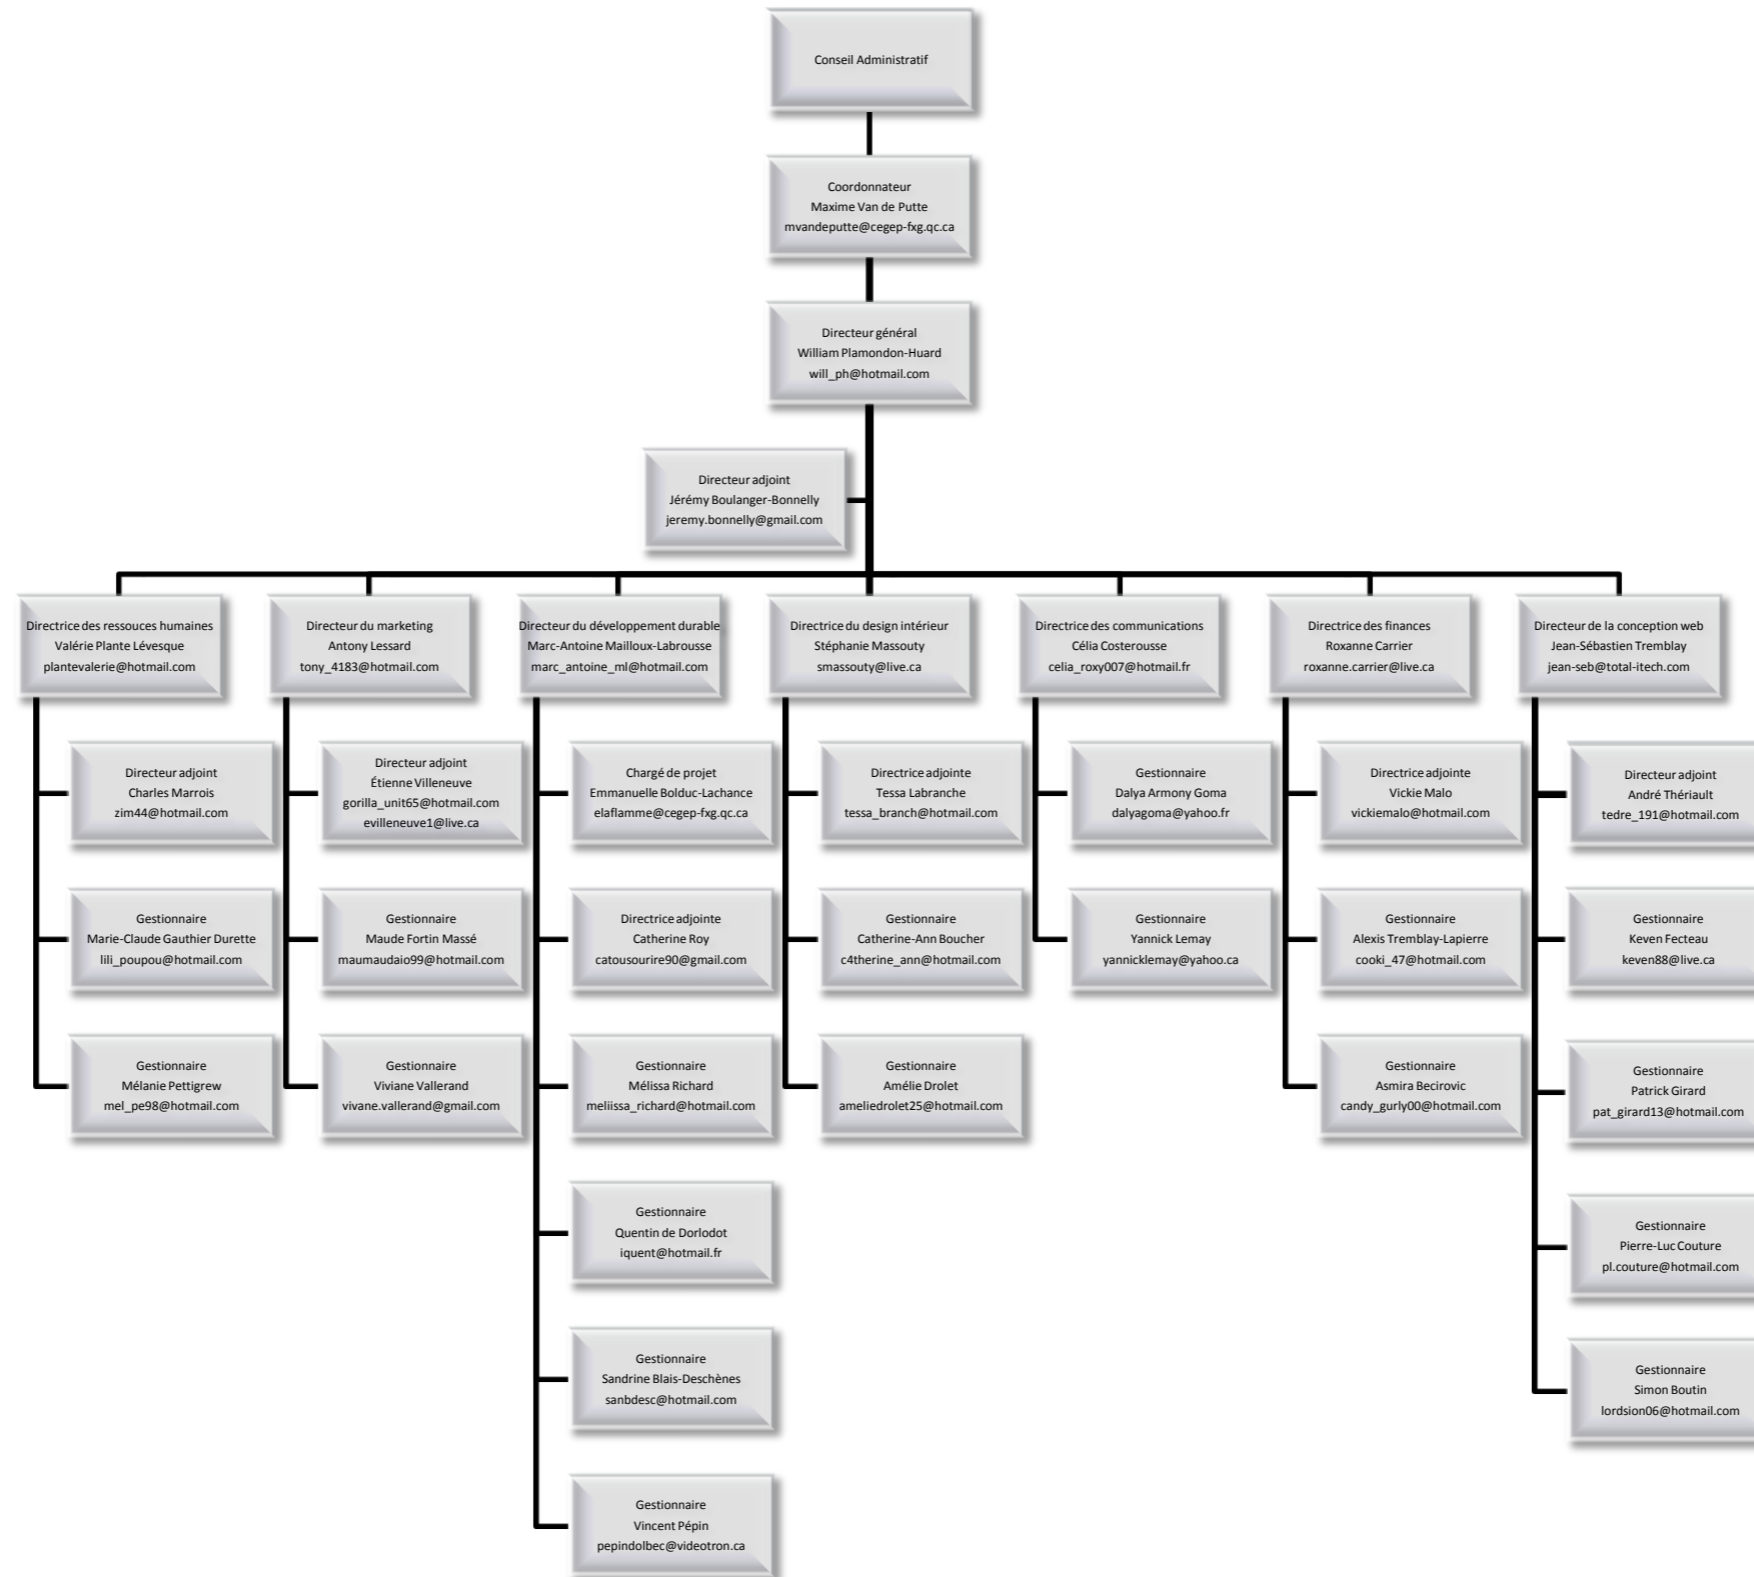 Conseil Administratif
Coordonnateur
Maxime Van de Putte
mvandeputte@cegep-fxg.qc.ca
Directeur général
William Plamondon-Huard
will_ph@hotmail.com
Directeur adjoint
Jérémy Boulanger-Bonnelly
jeremy.bonnelly@gmail.com
Directrice des ressouces humaines
Valérie Plante Lévesque
plantevalerie@hotmail.com
Directeur adjoint
Charles Marrois
zim44@hotmail.com
Gestionnaire
Marie-Claude Gauthier Durette
lili_poupou@hotmail.com
Gestionnaire
Mélanie Pettigrew
mel_pe98@hotmail.com
Directeur du marketing
Antony Lessard
tony_4183@hotmail.com
Directeur adjoint
Étienne Villeneuve
gorilla_unit65@hotmail.com
evilleneuve1@live.ca
Gestionnaire
Maude Fortin Massé
maumaudaio99@hotmail.com
Gestionnaire
Viviane Vallerand
vivane.vallerand@gmail.com
Directeur du développement durable
Marc-Antoine Mailloux-Labrousse
marc_antoine_ml@hotmail.com
Chargé de projet
Emmanuelle Bolduc-Lachance
elaflamme@cegep-fxg.qc.ca
Directrice adjointe
Catherine Roy
catousourire90@gmail.com
Gestionnaire
Mélissa Richard
meliissa_richard@hotmail.com
Gestionnaire
Quentin de Dorlodot
iquent@hotmail.fr
Gestionnaire
Sandrine Blais-Deschènes
sanbdesc@hotmail.com
Gestionnaire
Vincent Pépin
pepindolbec@videotron.ca
Directrice du design intérieur
Stéphanie Massouty
smassouty@live.ca
Directrice adjointe
Tessa Labranche
tessa_branch@hotmail.com
Gestionnaire
Catherine-Ann Boucher
c4therine_ann@hotmail.com
Gestionnaire
Amélie Drolet
ameliedrolet25@hotmail.com
Directrice des communications
Célia Costerousse
celia_roxy007@hotmail.fr
Gestionnaire
Dalya Armony Goma
dalyagoma@yahoo.fr
Gestionnaire
Yannick Lemay
yannicklemay@yahoo.ca
Directrice des finances
Roxanne Carrier
roxanne.carrier@live.ca
Directrice adjointe
Vickie Malo
vickiemalo@hotmail.com
Gestionnaire
Alexis Tremblay-Lapierre
cooki_47@hotmail.com
Gestionnaire
Asmira Becirovic
candy_gurly00@hotmail.com
Directeur de la conception web
Jean-Sébastien Tremblay
jean-seb@total-itech.com
Directeur adjoint
André Thériault
tedre_191@hotmail.com
Gestionnaire
Keven Fecteau
keven88@live.ca
Gestionnaire
Patrick Girard
pat_girard13@hotmail.com
Gestionnaire
Pierre-Luc Couture
pl.couture@hotmail.com
Gestionnaire
Simon Boutin
lordsion06@hotmail.com